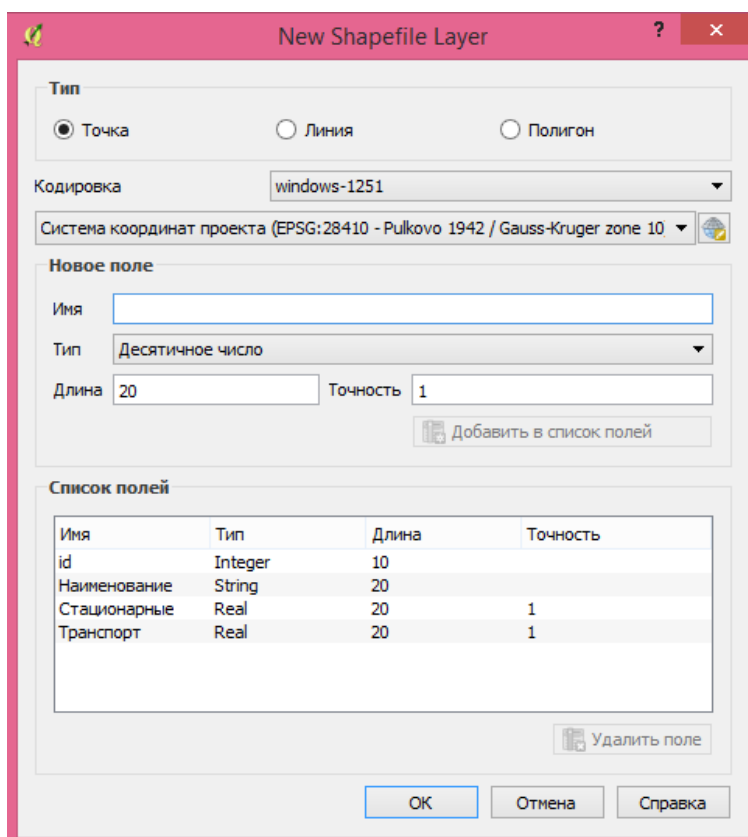 New Shapefile Layer
? ×
Тип
Точка Линия Полигон
Кодировка windows-1251
Система координат проекта (EPSG:28410 - Pulkovo 1942 / Gauss-Kruger zone 10)
Новое поле
Имя
Тип Десятичное число
Длина 20 Точность 1
Добавить в список полей
Список полей
Имя Тип Длина Точность
id Integer 10
Наименование String 20
Стационарные Real 20 1
Транспорт Real 20 1
Удалить поле
OK Отмена Справка